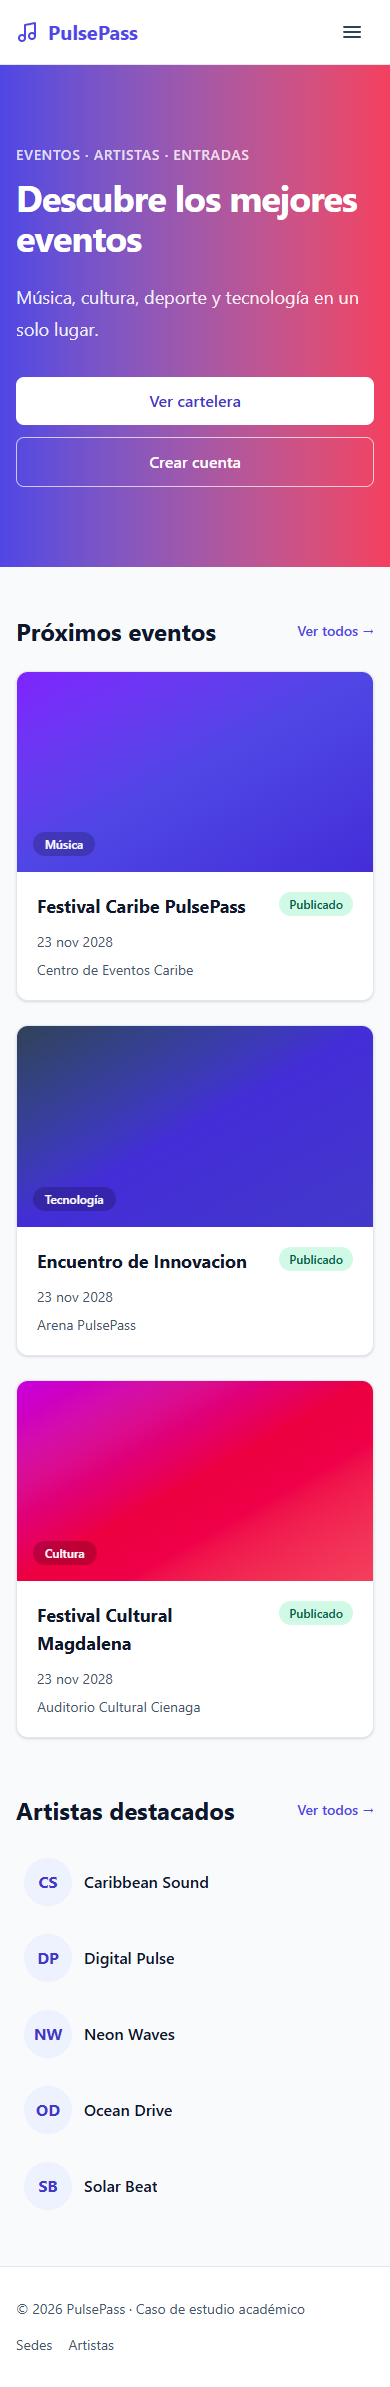 PulsePass
EVENTOS · ARTISTAS · ENTRADAS
Descubre los mejores
eventos
Música, cultura, deporte y tecnología en un
solo lugar.
Ver cartelera
Crear cuenta
Próximos eventos
Ver todos →
Música
Festival Caribe PulsePass
Publicado
23 nov 2028
Centro de Eventos Caribe
Tecnología
Encuentro de Innovacion
Publicado
23 nov 2028
Arena PulsePass
Cultura
Festival Cultural
Magdalena
Publicado
23 nov 2028
Auditorio Cultural Cienaga
Artistas destacados
Ver todos →
CS Caribbean Sound
DP Digital Pulse
NW Neon Waves
OD Ocean Drive
SB Solar Beat
© 2026 PulsePass · Caso de estudio académico
Sedes Artistas